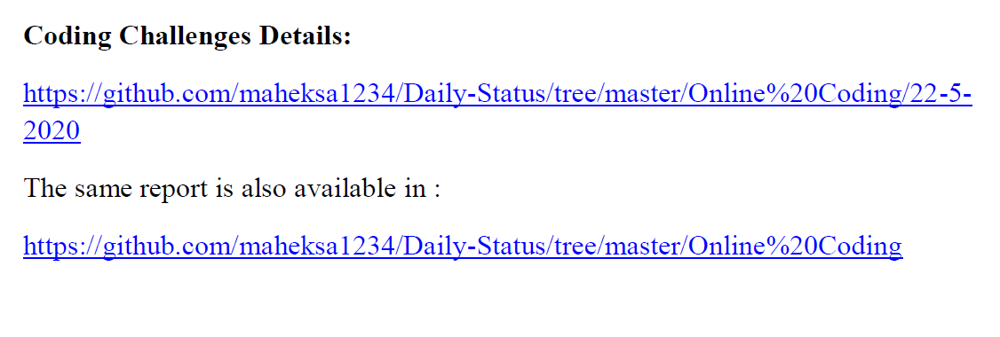 Coding Challenges Details:
https://github.com/maheksa1234/Daily-Status/tree/master/Online%20Coding/22-5-
2020
The same report is also available in :
https://github.com/maheksa1234/Daily-Status/tree/master/Online%20Coding